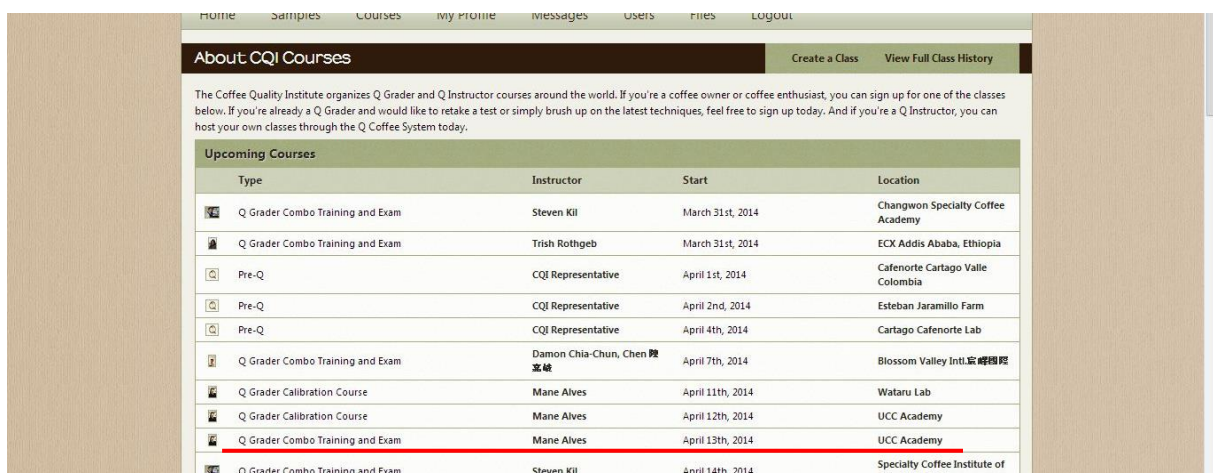 Home Samples Courses My Profile Messages Users Files Logout
About CQI Courses Create a Class View Full Class History
The Coffee Quality Institute organizes Q Grader and Q Instructor courses around the world. If you're a coffee owner or coffee enthusiast, you can sign up for one of the classes
below. If you're already a Q Grader and would like to retake a test or simply brush up on the latest techniques, feel free to sign up today. And if you're a Q Instructor, you can
host your own classes through the Q Coffee System today.
Upcoming Courses
Type Instructor Start Location
Q Grader Combo Training and Exam Steven Kil March 31st, 2014 Changwon Specialty Coffee
Academy
Q Grader Combo Training and Exam Trish Rothgeb March 31st, 2014 ECX Addis Ababa, Ethiopia
Pre-Q CQI Representative April 1st, 2014 Cafenorte Cartago Valle
Colombia
Pre-Q CQI Representative April 2nd, 2014 Esteban Jaramillo Farm
Pre-Q CQI Representative April 4th, 2014 Cartago Cafenorte Lab
Q Grader Combo Training and Exam Damon Chia-Chun, Chen April 7th, 2014 Blossom Valley Intl.
Q Grader Calibration Course Mane Alves April 11th, 2014 Wataru Lab
Q Grader Calibration Course Mane Alves April 12th, 2014 UCC Academy
Q Grader Combo Training and Exam Mane Alves April 13th, 2014 UCC Academy
Q Grader Combo Training and Exam Steven Kil April 14th, 2014 Specialty Coffee Institute of